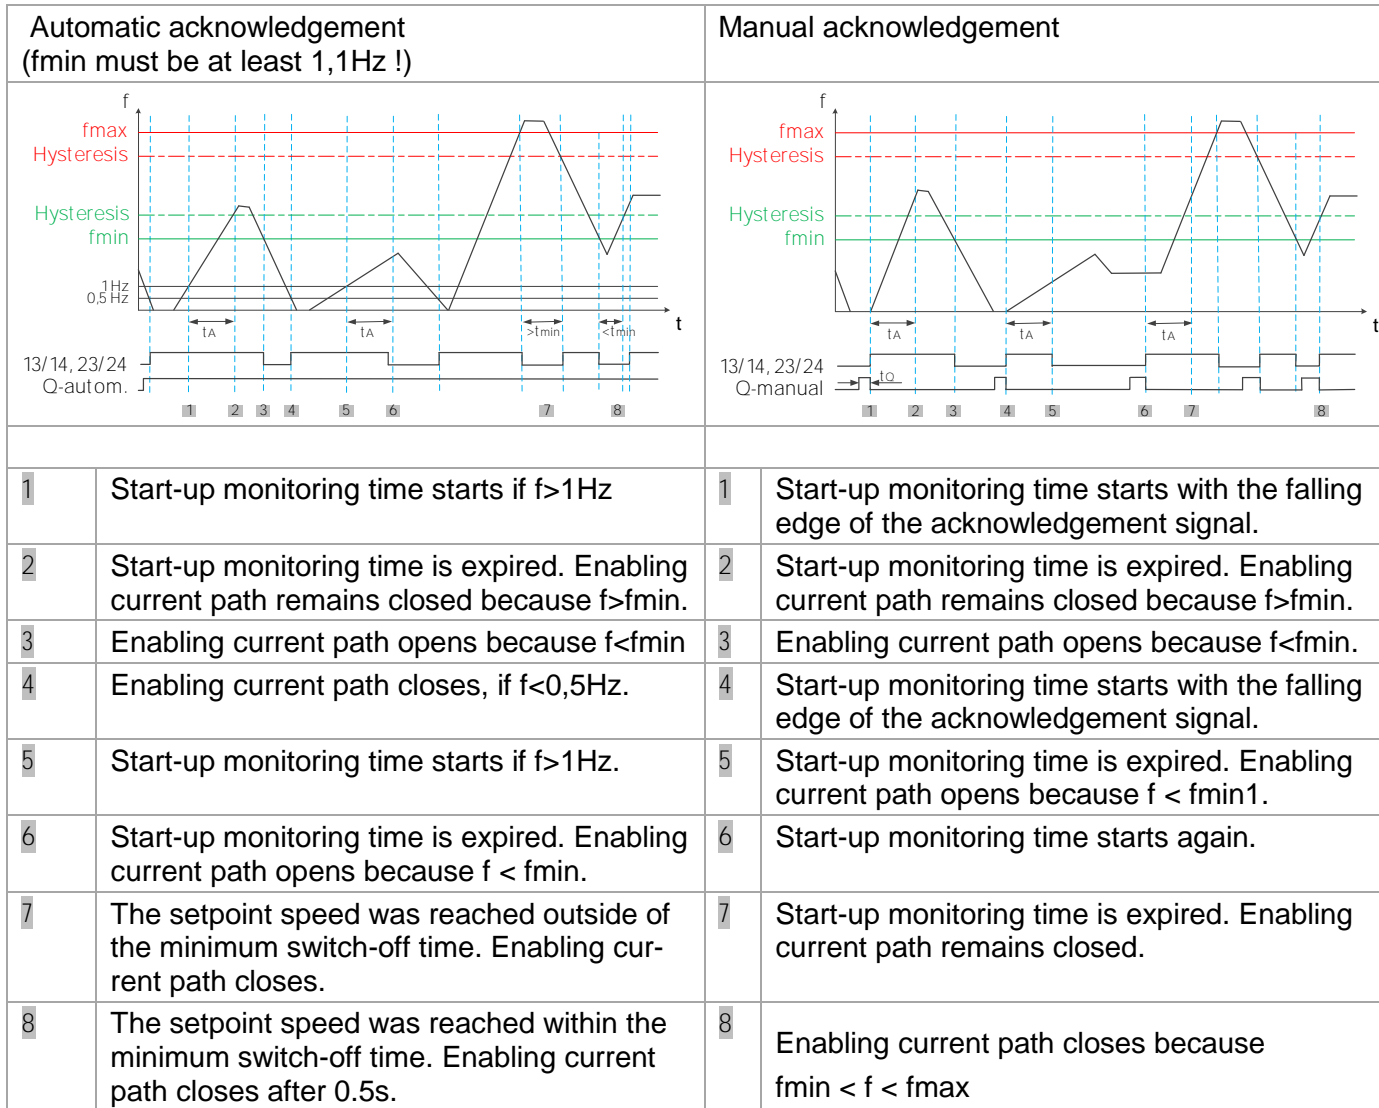 Automatic acknowledgement
(fmin must be at least 1,1Hz !)
Manual acknowledgement
f
fmax
Hysteresis
Hysteresis
fmin
1Hz
0,5 Hz
tA
tA
>tmin
<tmin
t
13/14, 23/24
Q-autom.
1 2 3 4 5 6 7 8
f
fmax
Hysteresis
Hysteresis
fmin
tA
tA
tA
t
13/14, 23/24
tQ
Q-manual
1 2 3 4 5 6 7 8
1 Start-up monitoring time starts if f>1Hz
1 Start-up monitoring time starts with the falling
edge of the acknowledgement signal.
2 Start-up monitoring time is expired. Enabling
current path remains closed because f>fmin.
2 Start-up monitoring time is expired. Enabling
current path remains closed because f>fmin.
3 Enabling current path opens because f<fmin
3 Enabling current path opens because f<fmin.
4 Enabling current path closes, if f<0,5Hz.
4 Start-up monitoring time starts with the falling
edge of the acknowledgement signal.
5 Start-up monitoring time starts if f>1Hz.
5 Start-up monitoring time is expired. Enabling
current path opens because f < fmin1.
6 Start-up monitoring time is expired. Enabling
current path opens because f < fmin.
6 Start-up monitoring time starts again.
7 The setpoint speed was reached outside of
the minimum switch-off time. Enabling cur-
rent path closes.
7 Start-up monitoring time is expired. Enabling
current path remains closed.
8 The setpoint speed was reached within the
minimum switch-off time. Enabling current
path closes after 0.5s.
8 Enabling current path closes because
fmin < f < fmax